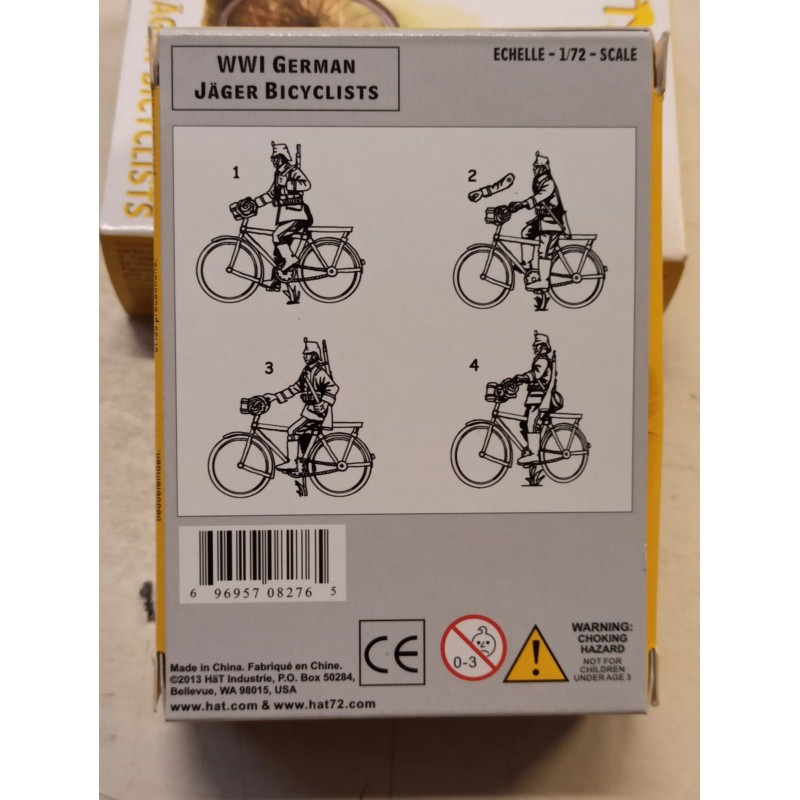 WWI GERMAN
JÄGER BICYCLISTS
ECHELLE - 1/72 - SCALE
1
2
3
4
6 96957 08276 5
CE
0-3
!
WARNING:
CHOKING
HAZARD
NOT FOR
CHILDREN
UNDER AGE 3
Made in China. Fabriqué en Chine.
©2013 HäT Industrie, P.O. Box 50284,
Bellevue, WA 98015, USA
www.hat.com & www.hat72.com
BICYCLISTS